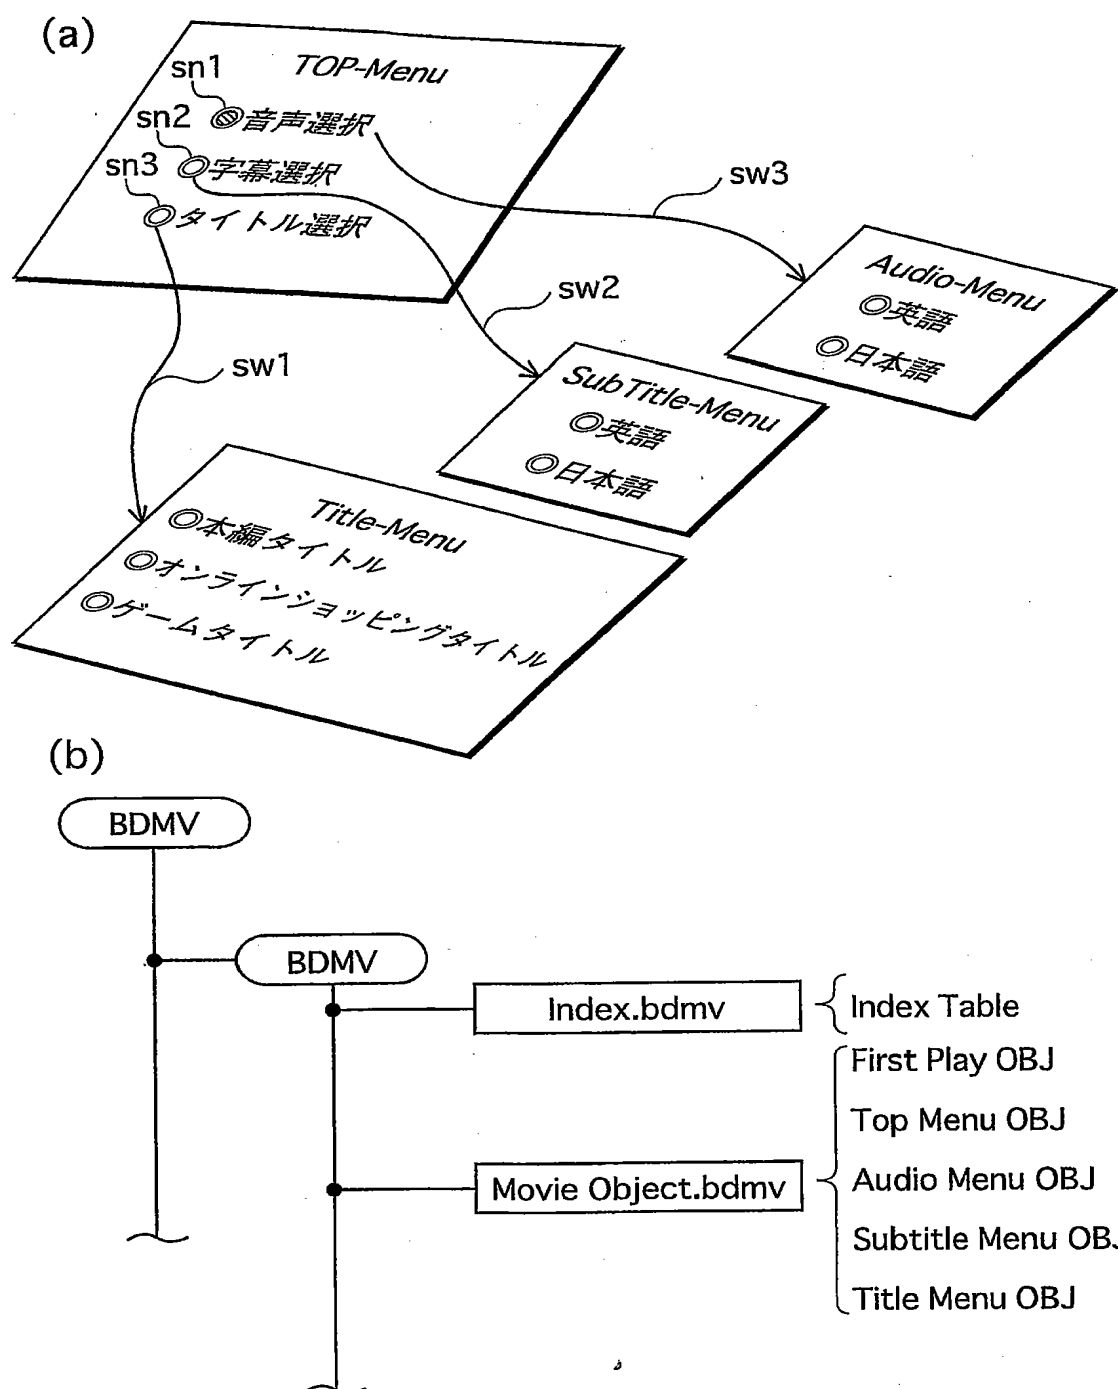 (a)
TOP-Menu
sn1
音声選択
sn2
字幕選択
sn3
タイトル選択
sw3
sw2
sw1
Audio-Menu
英語
日本語
SubTitle-Menu
英語
日本語
Title-Menu
本編タイトル
オンラインショッピングタイトル
ゲームタイトル
(b)
BDMV
BDMV
Index.bdmv
Index Table
First Play OBJ
Top Menu OBJ
Movie Object.bdmv
Audio Menu OBJ
Subtitle Menu OBJ
Title Menu OBJ